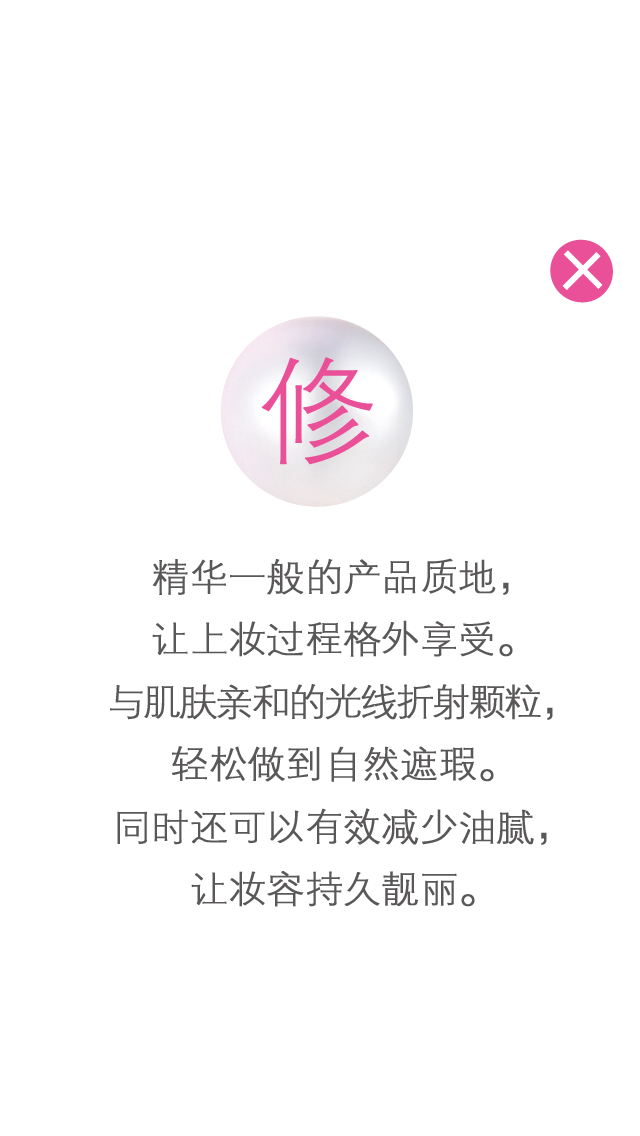 修
精华一般的产品质地，
让上妆过程格外享受。
与肌肤亲和的光线折射颗粒，
轻松做到自然遮瑕。
同时还可以有效减少油腻，
让妆容持久靓丽。